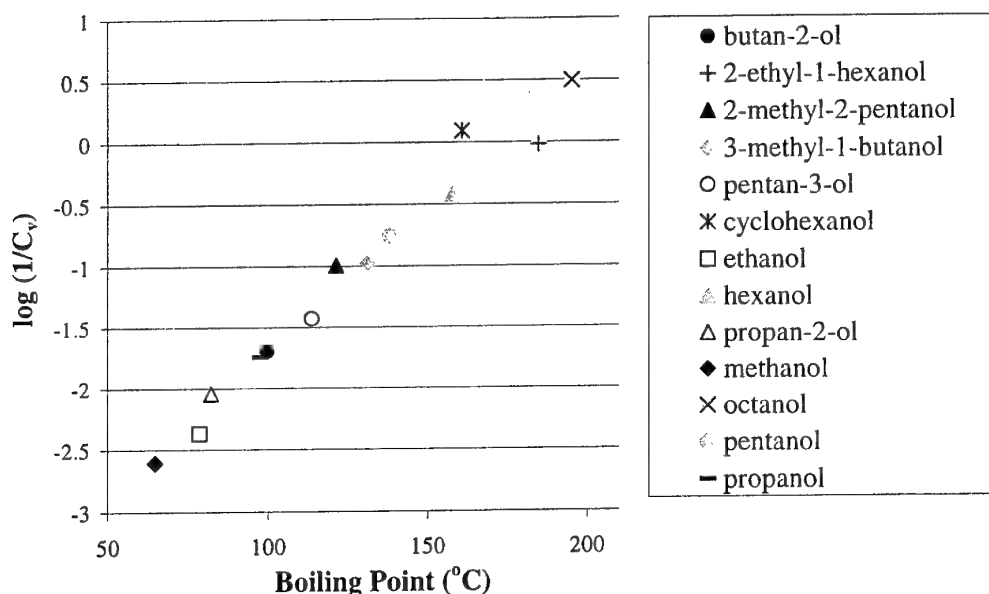 1
0.5
0
-0.5
-1
-1.5
-2
-2.5
-3
log (1/Cv)
50
100
150
200
Boiling Point (°C)
butan-2-ol
2-ethyl-1-hexanol
2-methyl-2-pentanol
3-methyl-1-butanol
pentan-3-ol
cyclohexanol
ethanol
hexanol
propan-2-ol
methanol
octanol
pentanol
propanol